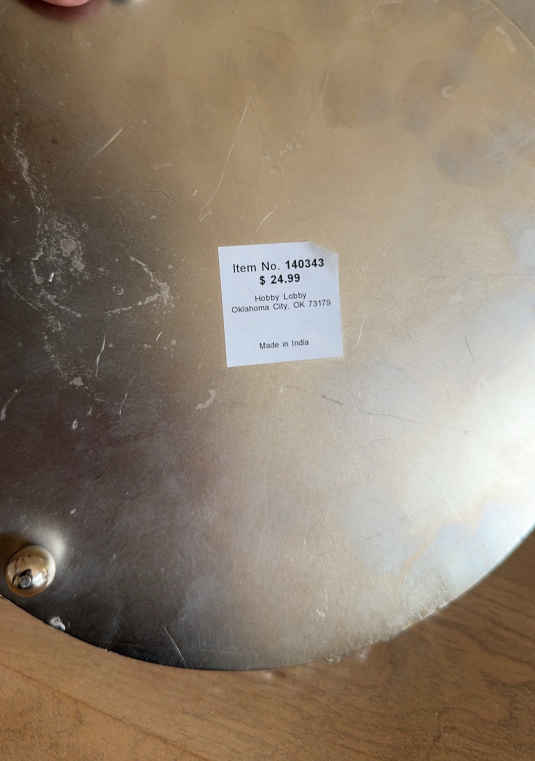 Item No. 140343
$ 24.99
Hobby Lobby
Oklahoma City, OK 73179
Made in India